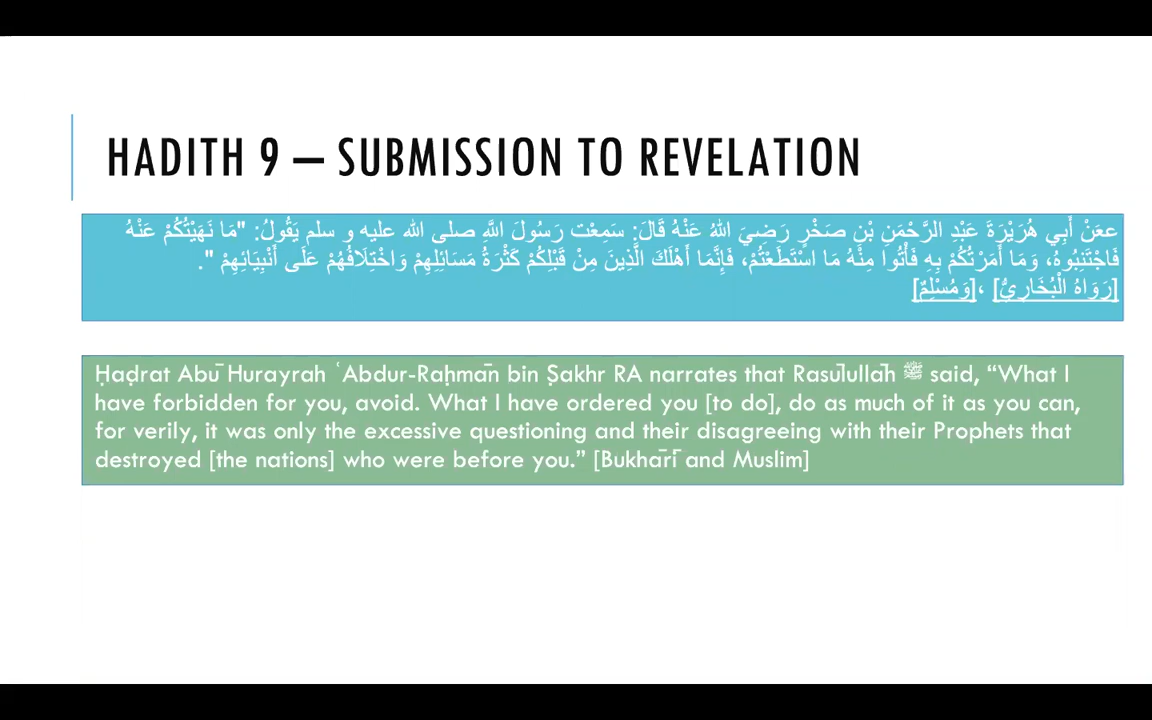 HADITH 9 – SUBMISSION TO REVELATION
ععَنْ أَبِي هُرَيْرَةَ عَبْدِ الرَّحْمَنِ بْنِ صَخْرٍ رَضِيَ اللهُ عَنْهُ قَالَ: سَمِعْت رَسُولَ اللَّهِ صلى الله عليه و سلم يَقُولُ: "مَا نَهَيْتُكُمْ عَنْهُ
فَاجْتَنِبُوهُ، وَمَا أَمَرْتُكُمْ بِهِ فَأْتُوا مِنْهُ مَا اسْتَطَعْتُمْ، فَإِنَّمَا أَهْلَكَ الَّذِينَ مِنْ قَبْلِكُمْ كَثْرَةُ مَسَائِلِهِمْ وَاخْتِلَافُهُمْ عَلَى أَنْبِيَائِهِمْ ".
[رَوَاهُ الْبُخَارِيُّ] ،[وَمُسْلِمٌ]
Ḥaḍrat Abū Hurayrah ʿAbdur-Raḥmān bin Ṣakhr RA narrates that Rasūlullāh ﷺ said, “What I
have forbidden for you, avoid. What I have ordered you [to do], do as much of it as you can,
for verily, it was only the excessive questioning and their disagreeing with their Prophets that
destroyed [the nations] who were before you.” [Bukhārī and Muslim]